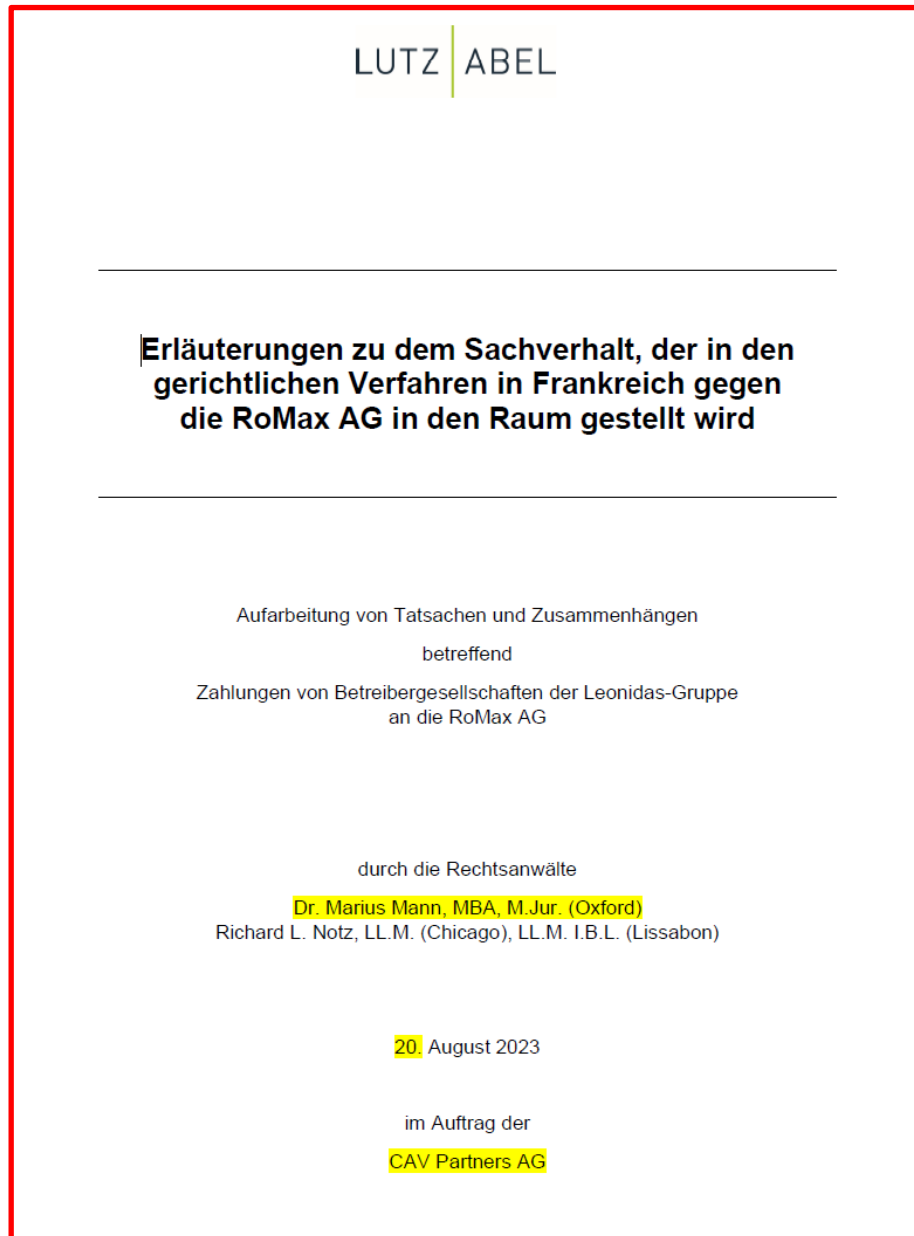 LUTZ ABEL
Erläuterungen zu dem Sachverhalt, der in den
gerichtlichen Verfahren in Frankreich gegen
die RoMax AG in den Raum gestellt wird
Aufarbeitung von Tatsachen und Zusammenhängen
betreffend
Zahlungen von Betreibergesellschaften der Leonidas-Gruppe
an die RoMax AG
durch die Rechtsanwälte
Dr. Marius Mann, MBA, M.Jur. (Oxford)
Richard L. Notz, LL.M. (Chicago), LL.M. I.B.L. (Lissabon)
20. August 2023
im Auftrag der
CAV Partners AG